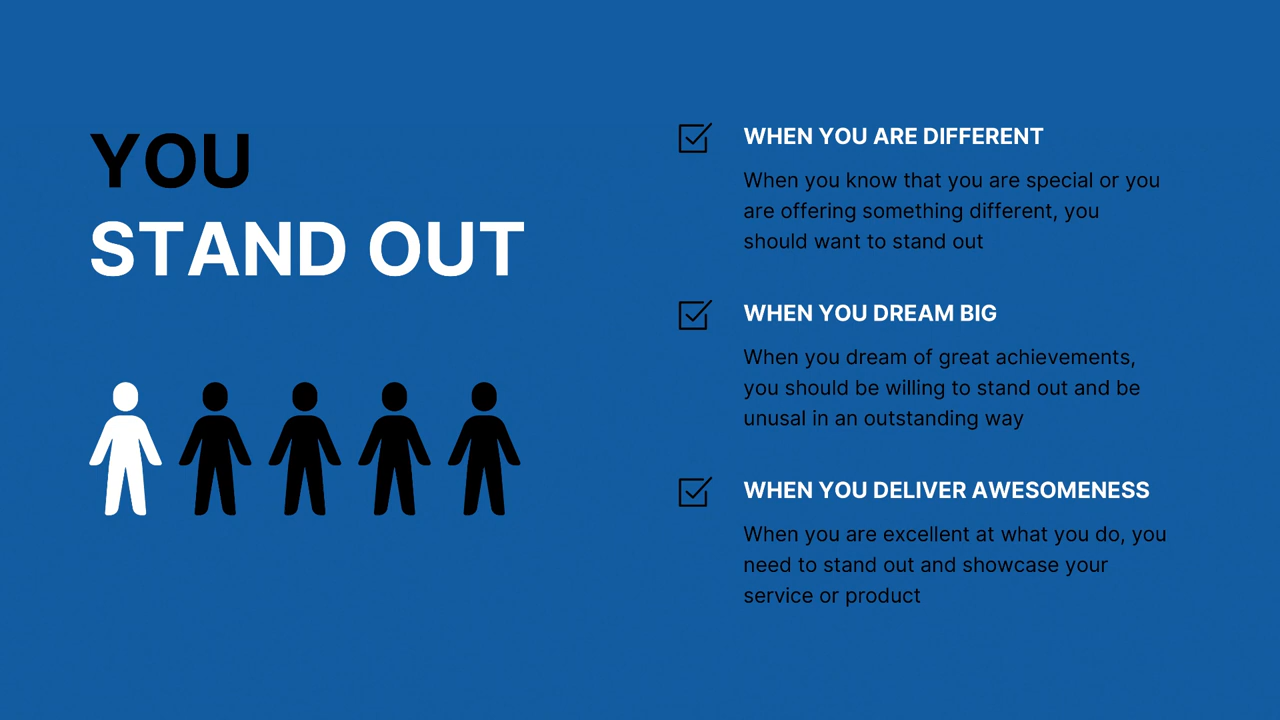 YOU
STAND OUT
WHEN YOU ARE DIFFERENT
When you know that you are special or you
are offering something different, you
should want to stand out
WHEN YOU DREAM BIG
When you dream of great achievements,
you should be willing to stand out and be
unusal in an outstanding way
WHEN YOU DELIVER AWESOMENESS
When you are excellent at what you do, you
need to stand out and showcase your
service or product